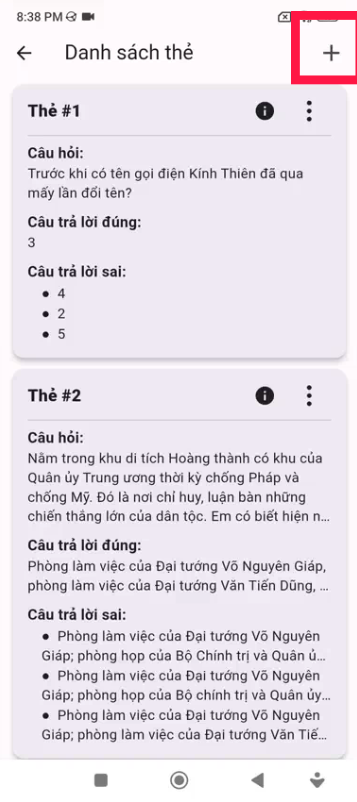 8:38 PM
Danh sách thẻ
Thẻ #1
Câu hỏi:
Trước khi có tên gọi điện Kính Thiên đã qua
mấy lần đổi tên?
Câu trả lời đúng:
3
Câu trả lời sai:
● 4
● 2
● 5
Thẻ #2
Câu hỏi:
Nằm trong khu di tích Hoàng thành có khu của
Quân ủy Trung ương thời kỳ chống Pháp và
chống Mỹ. Đó là nơi chỉ huy, luận bàn những
chiến thắng lớn của dân tộc. Em có biết hiện n...
Câu trả lời đúng:
Phòng làm việc của Đại tướng Võ Nguyên Giáp,
phòng làm việc của Đại tướng Văn Tiến Dũng, ...
Câu trả lời sai:
● Phòng làm việc của Đại tướng Võ Nguyên
Giáp; phòng họp của Bộ Chính trị và Quân ủ...
● Phòng làm việc của Đại tướng Võ Nguyên
Giáp; phòng họp của Bộ chính trị và Quân ủy...
● Phòng làm việc của Đại tướng Võ Nguyên
Giáp; phòng làm việc của Đại tướng Văn Tiế...